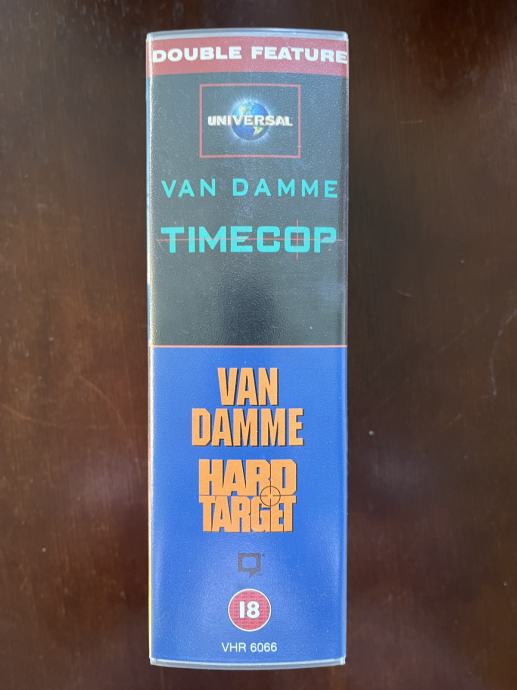 DOUBLE FEATURE
UNIVERSAL
VAN DAMME
TIMECOP
VAN
DAMME
HARD
TARGET
18
VHR 6066